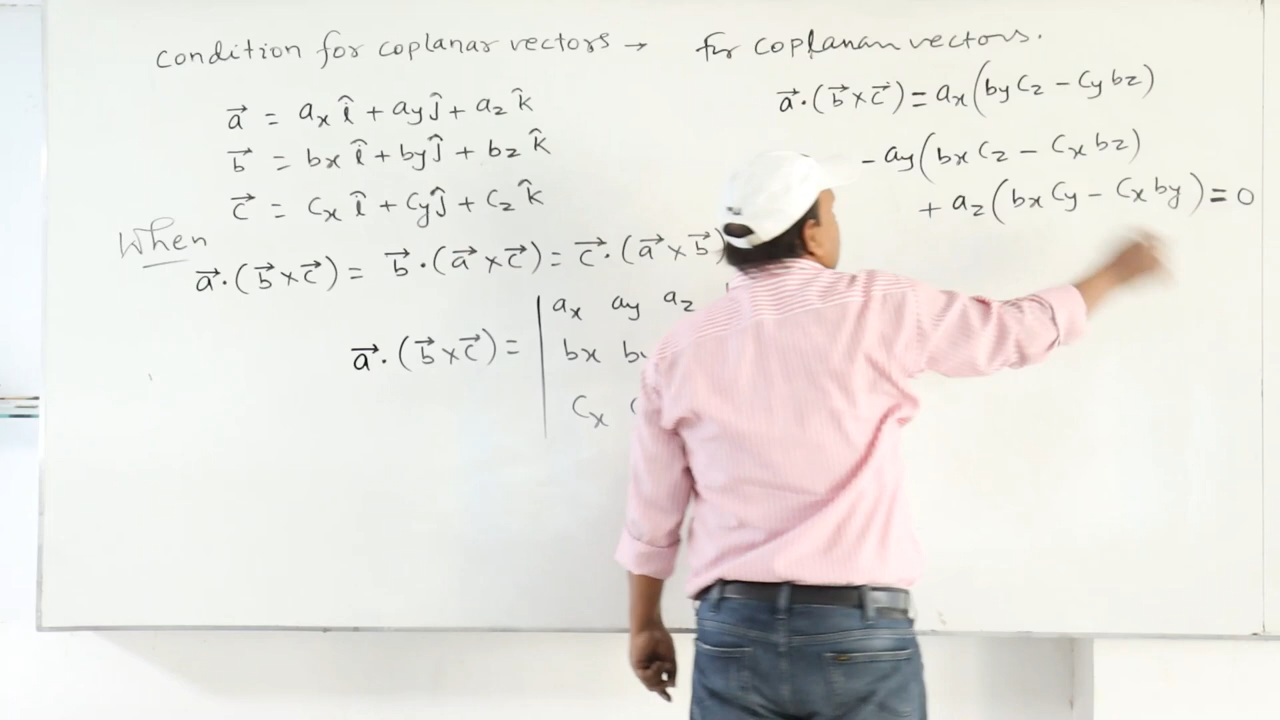 condition for coplanar vectors →
a⃗ = ax î + ay ĵ + az k̂
b⃗ = bx î + by ĵ + bz k̂
c⃗ = cx î + cy ĵ + cz k̂
When
a⃗·(b⃗×c⃗) = b⃗·(a⃗×c⃗) = c⃗·(a⃗×b⃗)
a⃗·(b⃗×c⃗) = | ax ay az
bx
cx
for coplanar vectors.
a⃗·(b⃗×c⃗) = ax(by cz - cy bz)
- ay(bx cz - cx bz)
+ az(bx cy - cx by) = 0